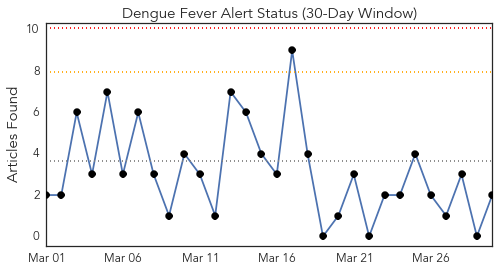 Dengue Fever Alert Status (30-Day Window)
Articles Found
10
8
6
4
2
0
Mar 01 Mar 06 Mar 11 Mar 16 Mar 21 Mar 26